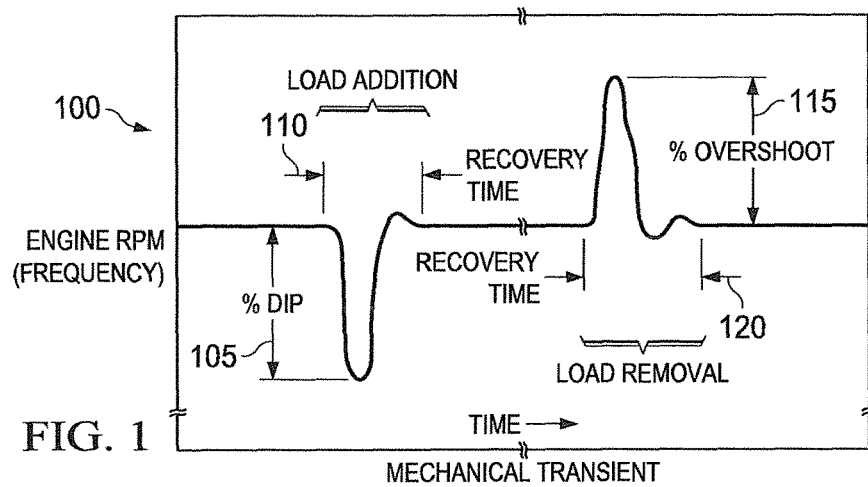 LOAD ADDITION
100
110
115
RECOVERY
TIME
% OVERSHOOT
ENGINE RPM
(FREQUENCY)
RECOVERY
TIME
% DIP
105
120
LOAD REMOVAL
TIME
FIG. 1
MECHANICAL TRANSIENT